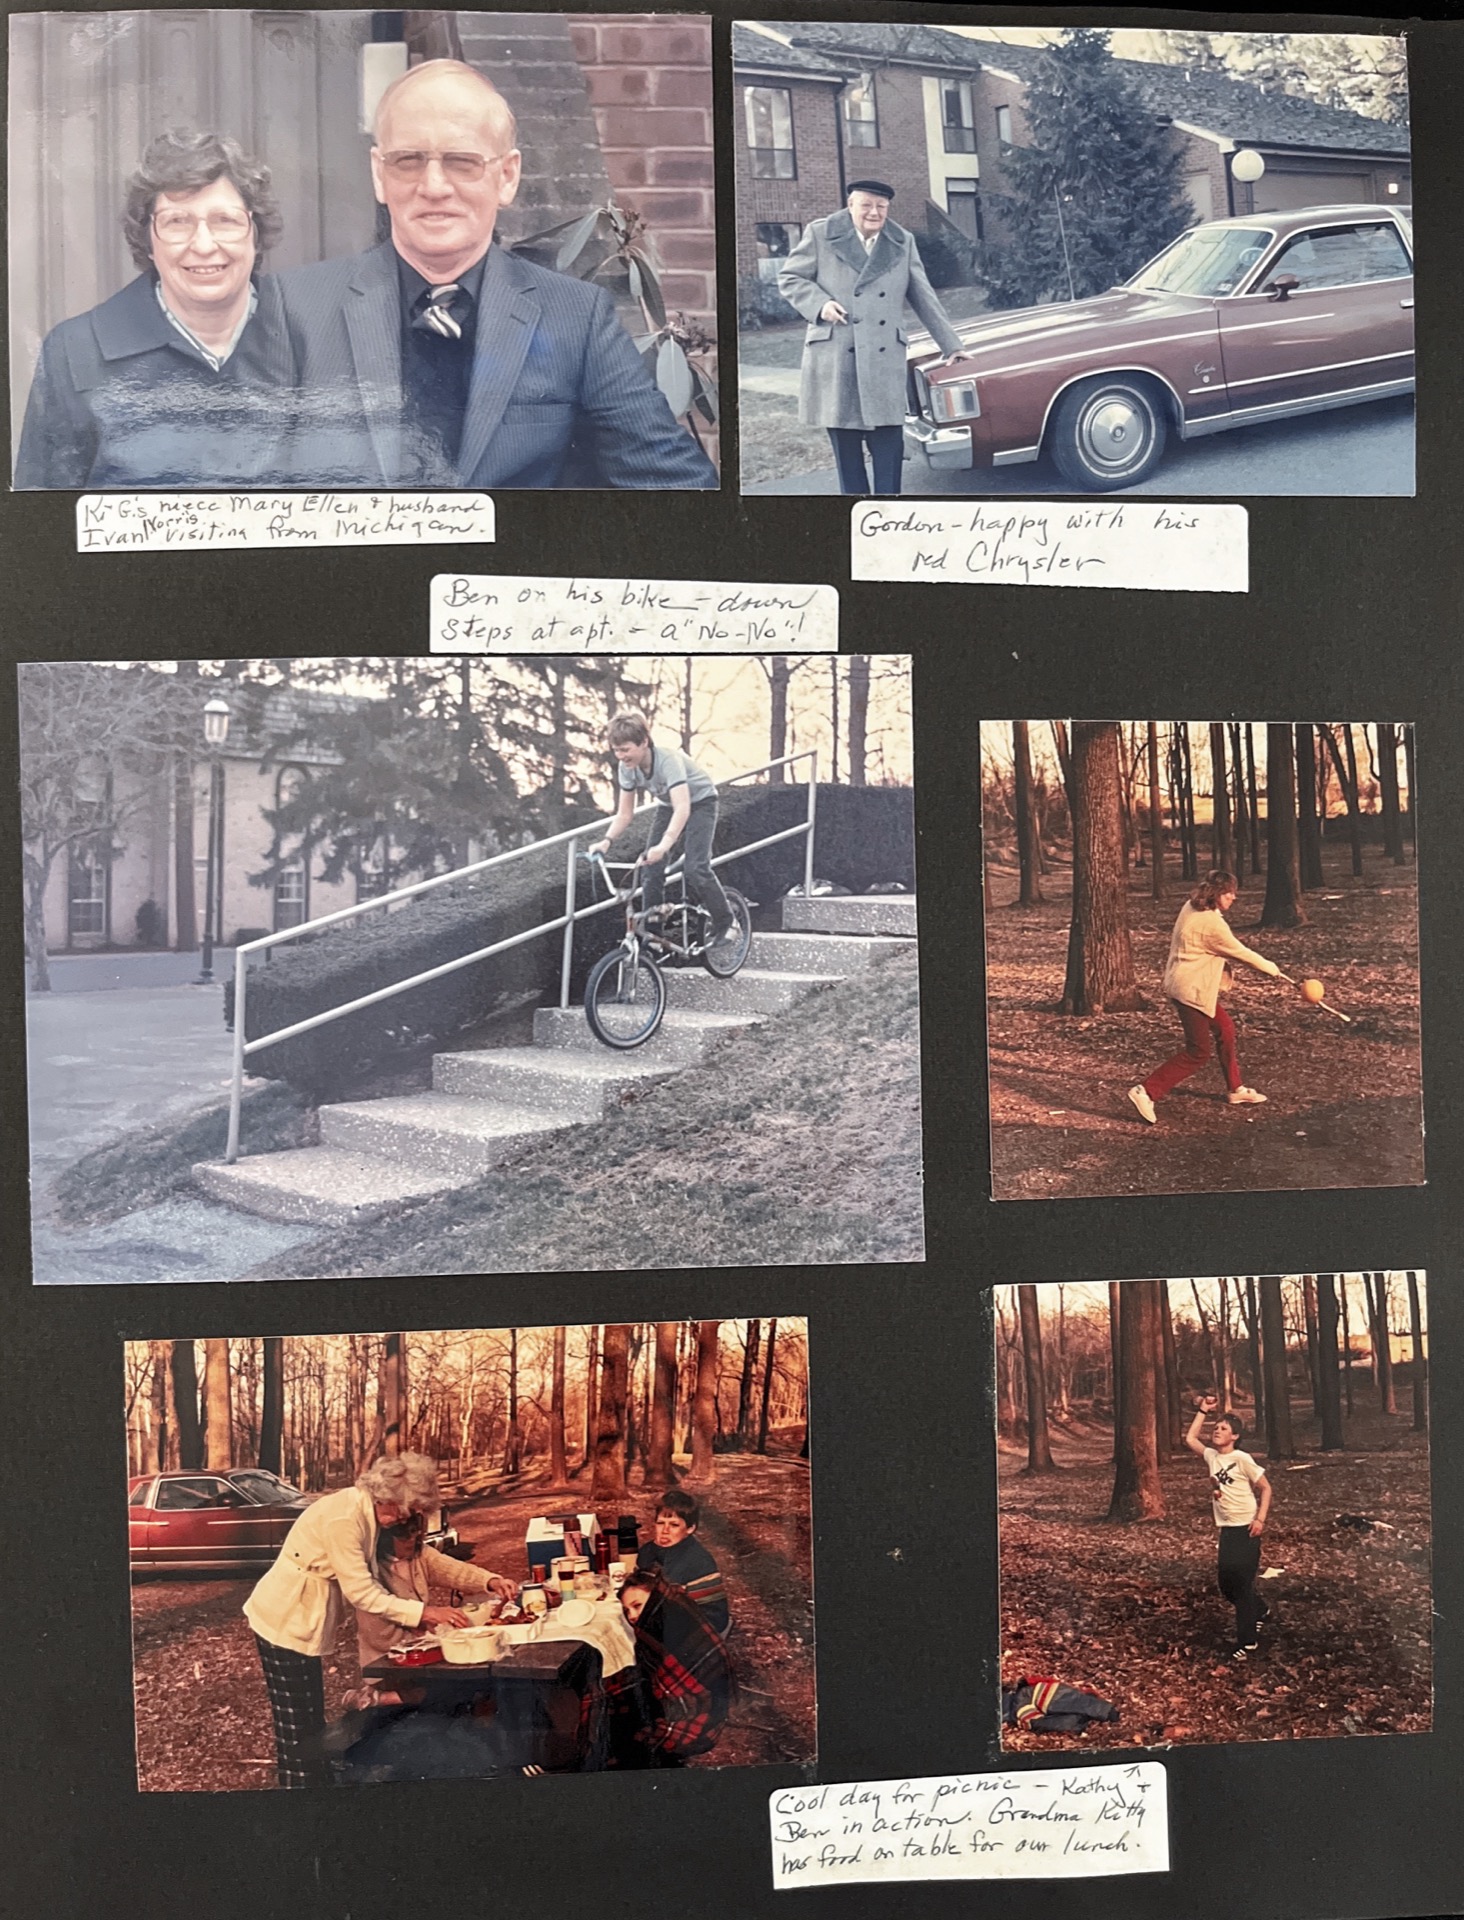 K & G's niece Mary Ellen & husband
Ivan Norris visiting from Michigan.
Gordon - happy with his
red Chrysler
Ben on his bike - down
Steps at apt. - a "No-No"!
Cool day for picnic - Kathy ↑ &
Ben in action. Grandma Kitty
has food on table for our lunch.